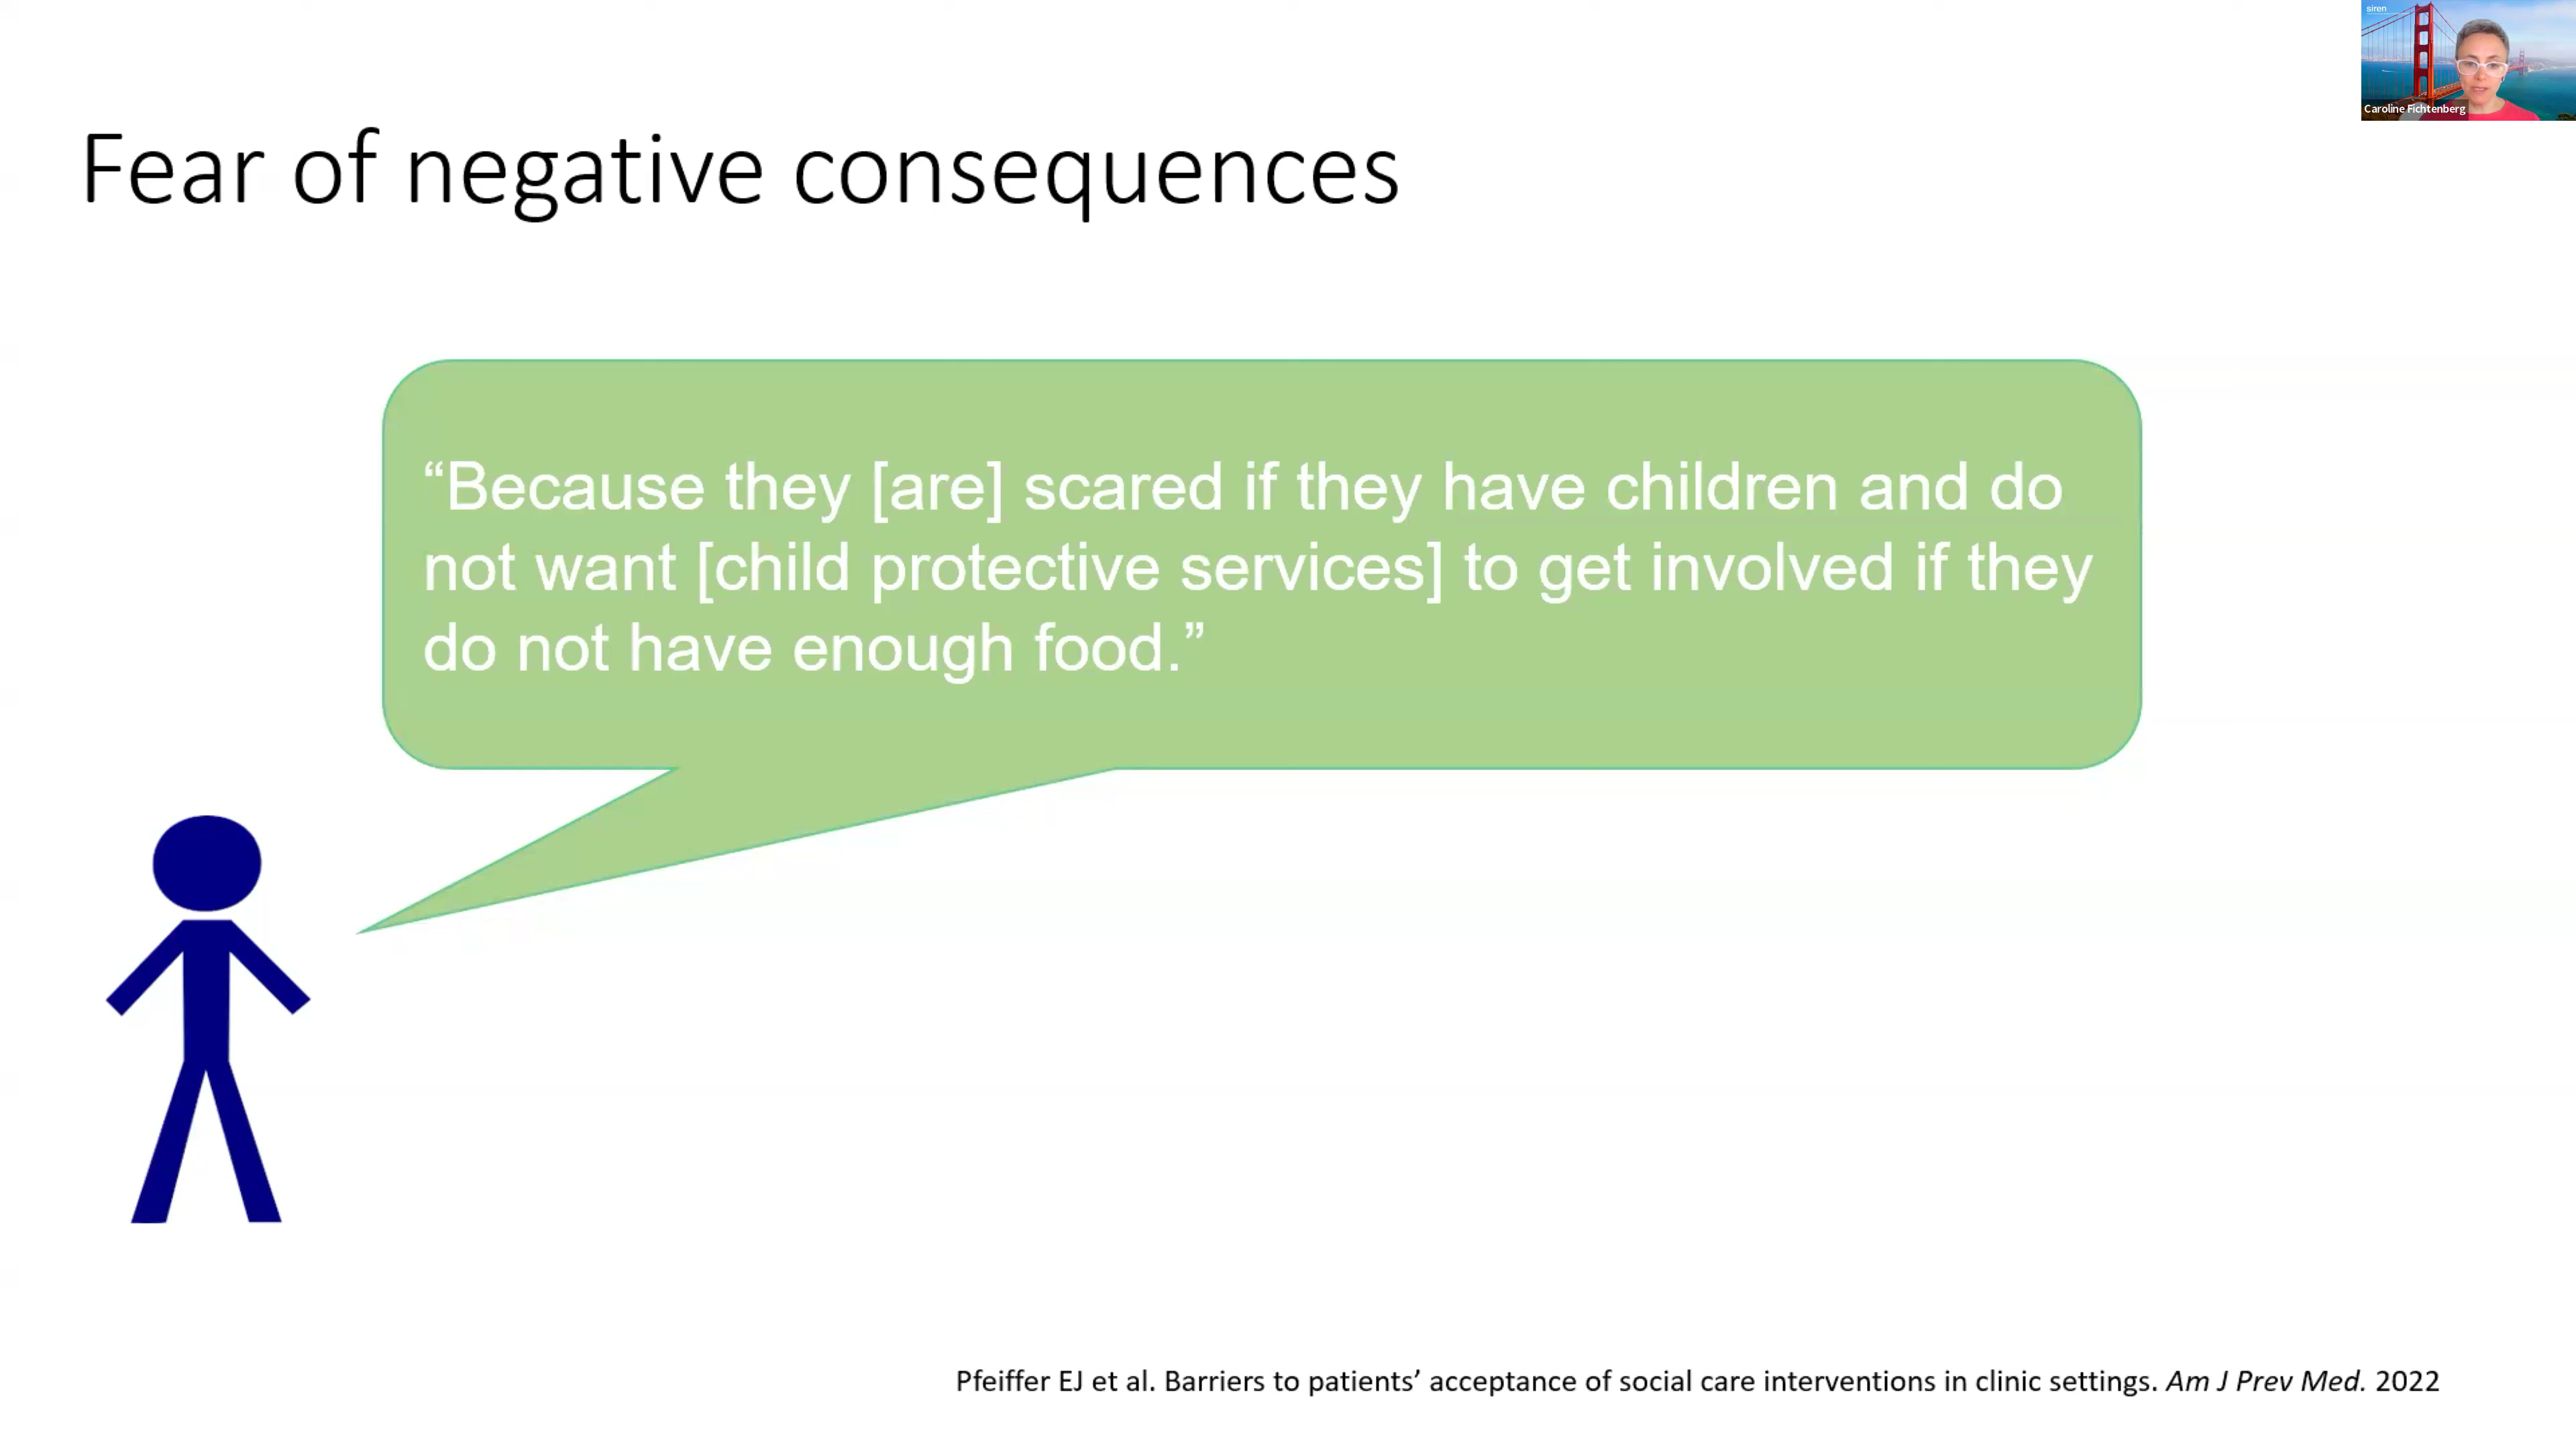 siren
Caroline Fichtenberg
Fear of negative consequences
“Because they [are] scared if they have children and do
not want [child protective services] to get involved if they
do not have enough food.”
Pfeiffer EJ et al. Barriers to patients’ acceptance of social care interventions in clinic settings. Am J Prev Med. 2022